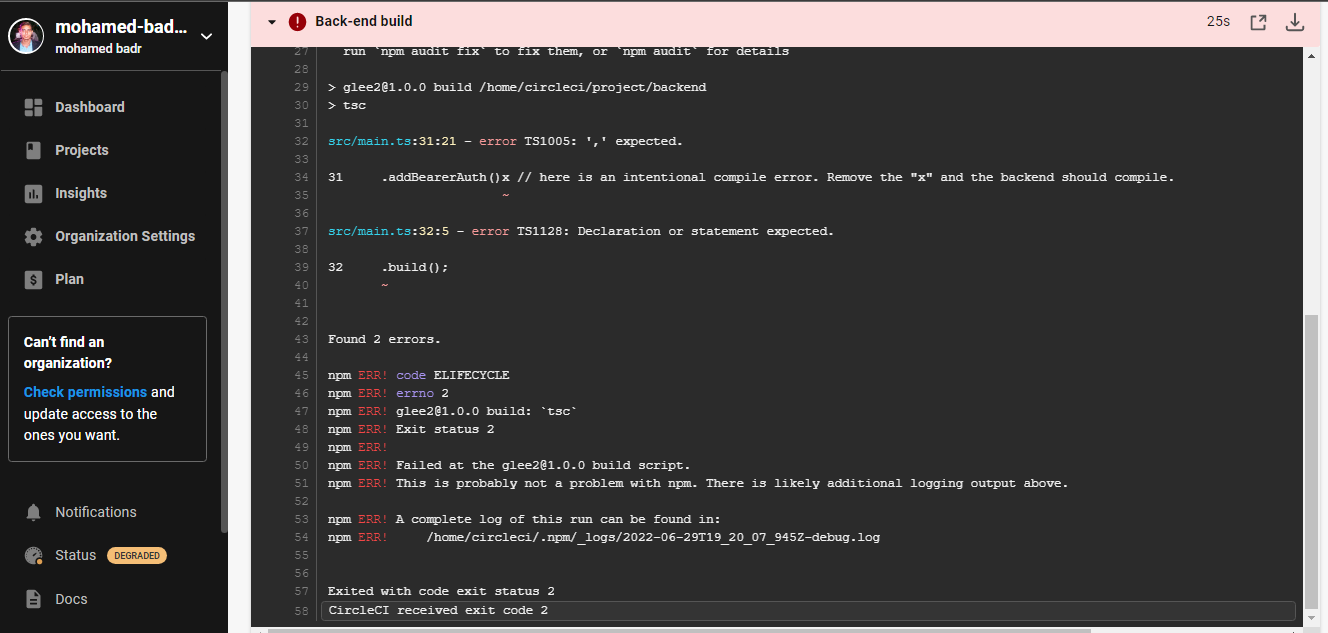 mohamed-bad...
mohamed badr
Dashboard
Projects
Insights
Organization Settings
Plan
Can't find an
organization?
Check permissions and
update access to the
ones you want.
Notifications
Status DEGRADED
Docs
Back-end build 25s
27 run `npm audit fix` to fix them, or `npm audit` for details
28
29 > glee2@1.0.0 build /home/circleci/project/backend
30 > tsc
31
32 src/main.ts:31:21 - error TS1005: ',' expected.
33
34 31     .addBearerAuth()x // here is an intentional compile error. Remove the "x" and the backend should compile.
35 ~
36
37 src/main.ts:32:5 - error TS1128: Declaration or statement expected.
38
39 32     .build();
40 ~
41
42
43 Found 2 errors.
44
45 npm ERR! code ELIFECYCLE
46 npm ERR! errno 2
47 npm ERR! glee2@1.0.0 build: `tsc`
48 npm ERR! Exit status 2
49 npm ERR!
50 npm ERR! Failed at the glee2@1.0.0 build script.
51 npm ERR! This is probably not a problem with npm. There is likely additional logging output above.
52
53 npm ERR! A complete log of this run can be found in:
54 npm ERR!     /home/circleci/.npm/_logs/2022-06-29T19_20_07_945Z-debug.log
55
56
57 Exited with code exit status 2
58 CircleCI received exit code 2